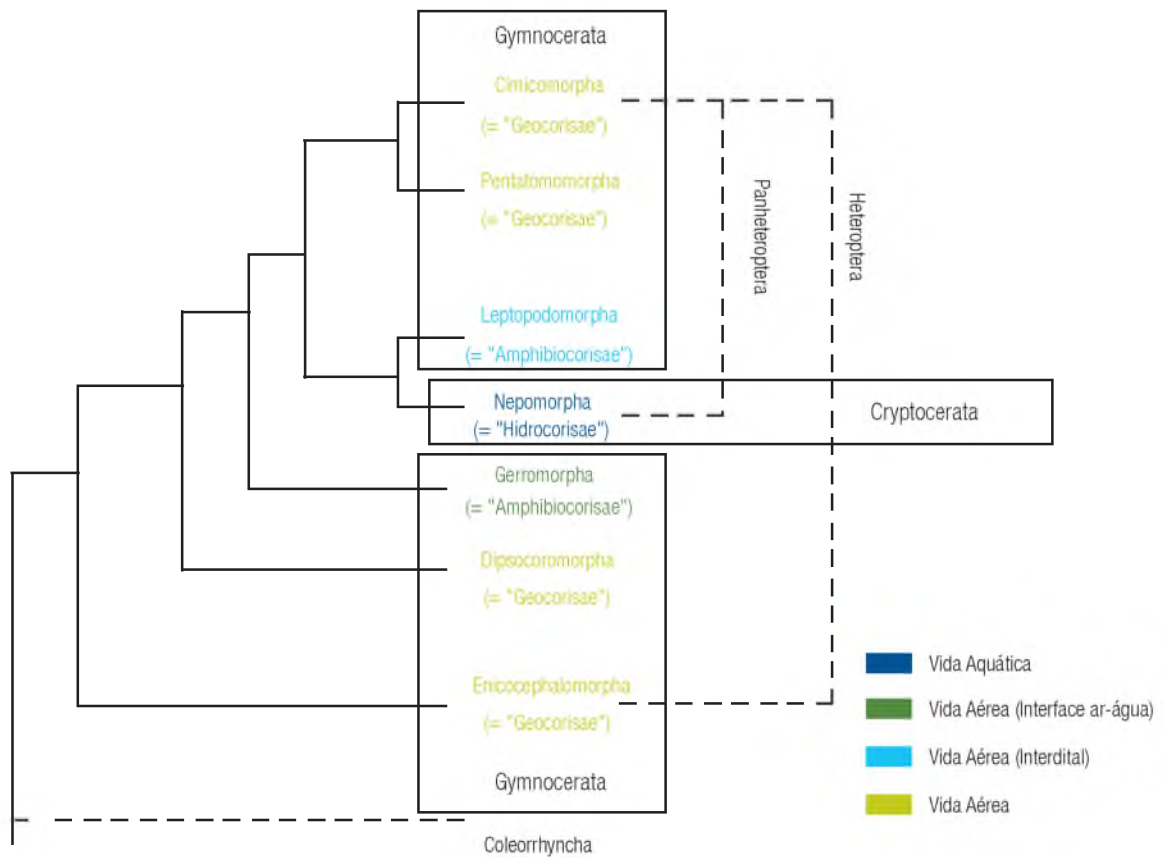 Gymnocerata
Cimicomorpha
(= "Geocorisae")
Pentatomomorpha
(= "Geocorisae")
Leptopodomorpha
(= "Amphibiocorisae")
Nepomorpha
(= "Hidrocorisae")
Cryptocerata
Gerromorpha
(= "Amphibiocorisae")
Dipsocoromorpha
(= "Geocorisae")
Enicocephalomorpha
(= "Geocorisae")
Gymnocerata
Coleorrhyncha
Panheteroptera
Heteroptera
Vida Aquática
Vida Aérea (Interface ar-água)
Vida Aérea (Interdital)
Vida Aérea